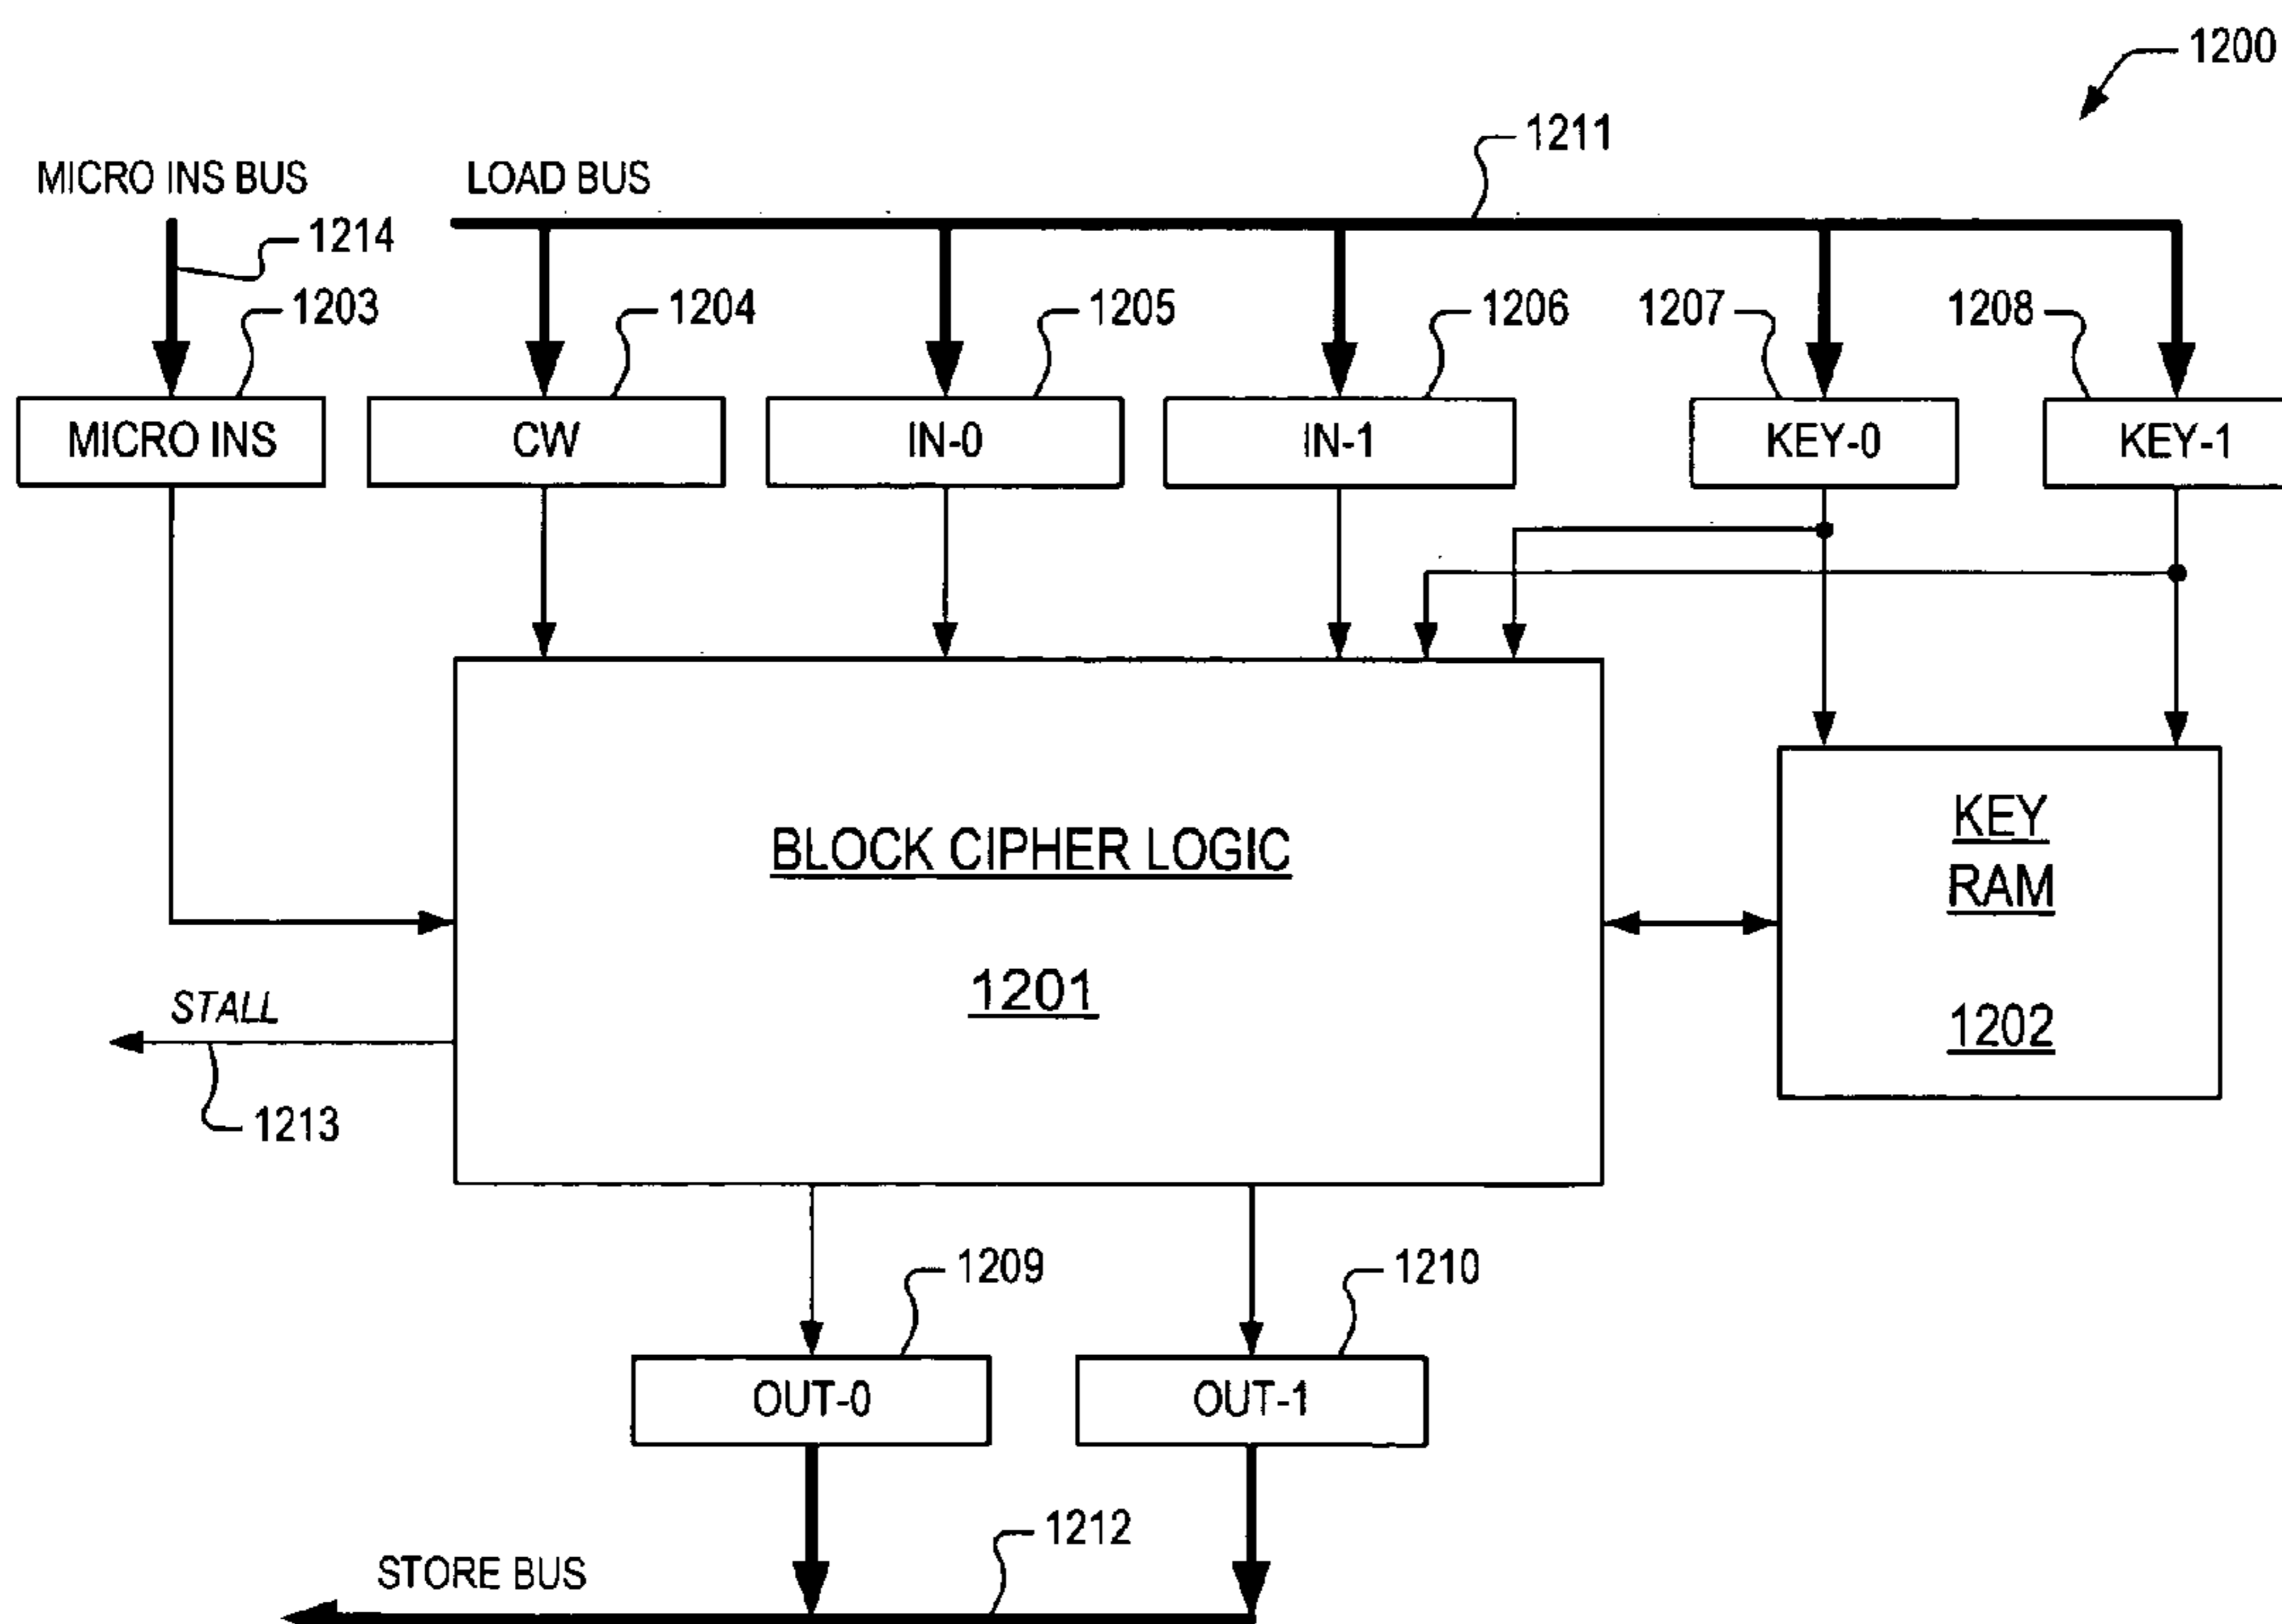 1200
1211
MICRO INS BUS
LOAD BUS
1214
1203
1204
1205
1206
1207
1208
MICRO INS
CW
IN-0
IN-1
KEY-0
KEY-1
BLOCK CIPHER LOGIC
1201
KEY
RAM
1202
STALL
1213
1209
1210
OUT-0
OUT-1
1212
STORE BUS